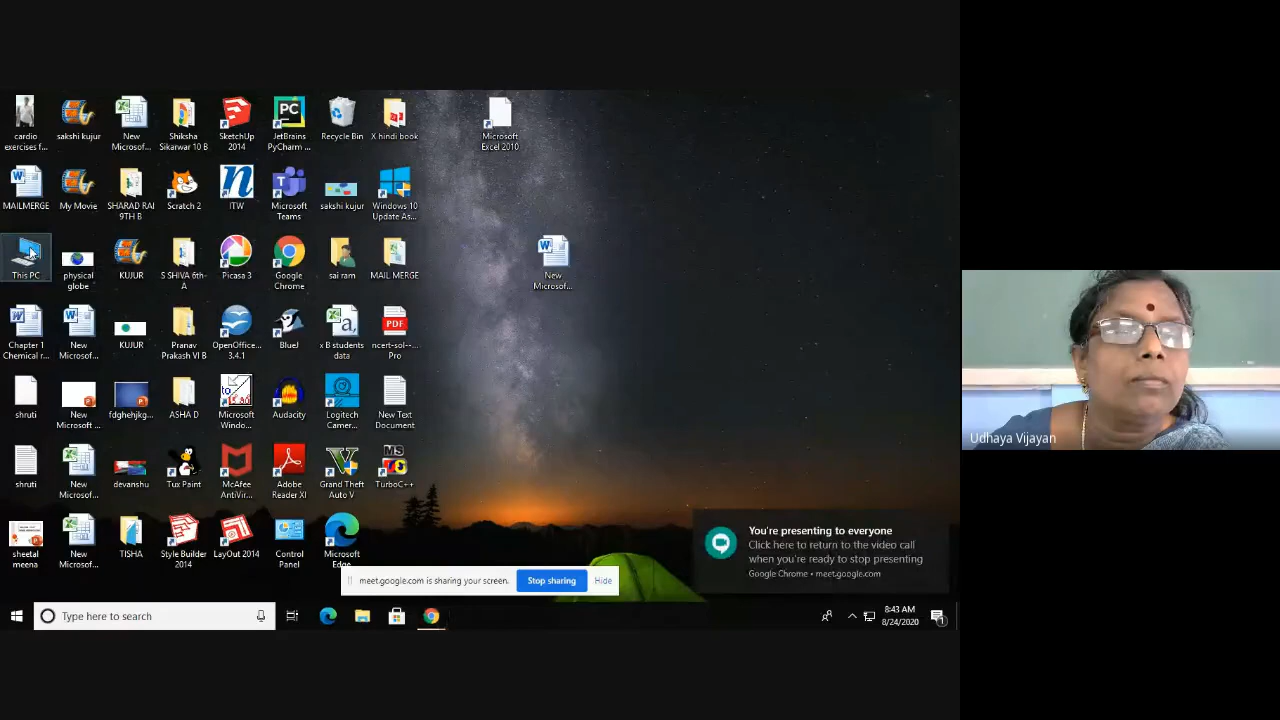 cardio
exercises f...
sakshi kujur
New
Microsof...
Shiksha
Sikarwar 10 B
SketchUp
2014
JetBrains
PyCharm ...
Recycle Bin
X hindi book
Microsoft
Excel 2010
MAILMERGE
My Movie
SHARAD RAI
9TH B
Scratch 2
ITW
Microsoft
Teams
sakshi kujur
Windows 10
Update As...
This PC
physical
globe
KUJUR
S SHIVA 6th-
A
Picasa 3
Google
Chrome
sai ram
MAIL MERGE
New
Microsof...
Chapter 1
Chemical r...
New
Microsof...
KUJUR
Pranav
Prakash VI B
OpenOffice...
3.4.1
BlueJ
x B students
data
PDF
ncert-sol--...
Pro
shruti
New
Microsoft ...
fdghehjkg...
ASHA D
Microsoft
Windo...
Audacity
Logitech
Camer...
New Text
Document
shruti
New
Microsof...
devanshu
Tux Paint
McAfee
AntiVir...
Adobe
Reader XI
Grand Theft
Auto V
MS
TurboC++
sheetal
meena
New
Microsof...
TISHA
Style Builder
2014
LayOut 2014
Control
Panel
Microsoft
Edge
You're presenting to everyone
Click here to return to the video call
when you're ready to stop presenting
Google Chrome • meet.google.com
meet.google.com is sharing your screen.
Stop sharing
Hide
Type here to search
8:43 AM
8/24/2020
Udhaya Vijayan